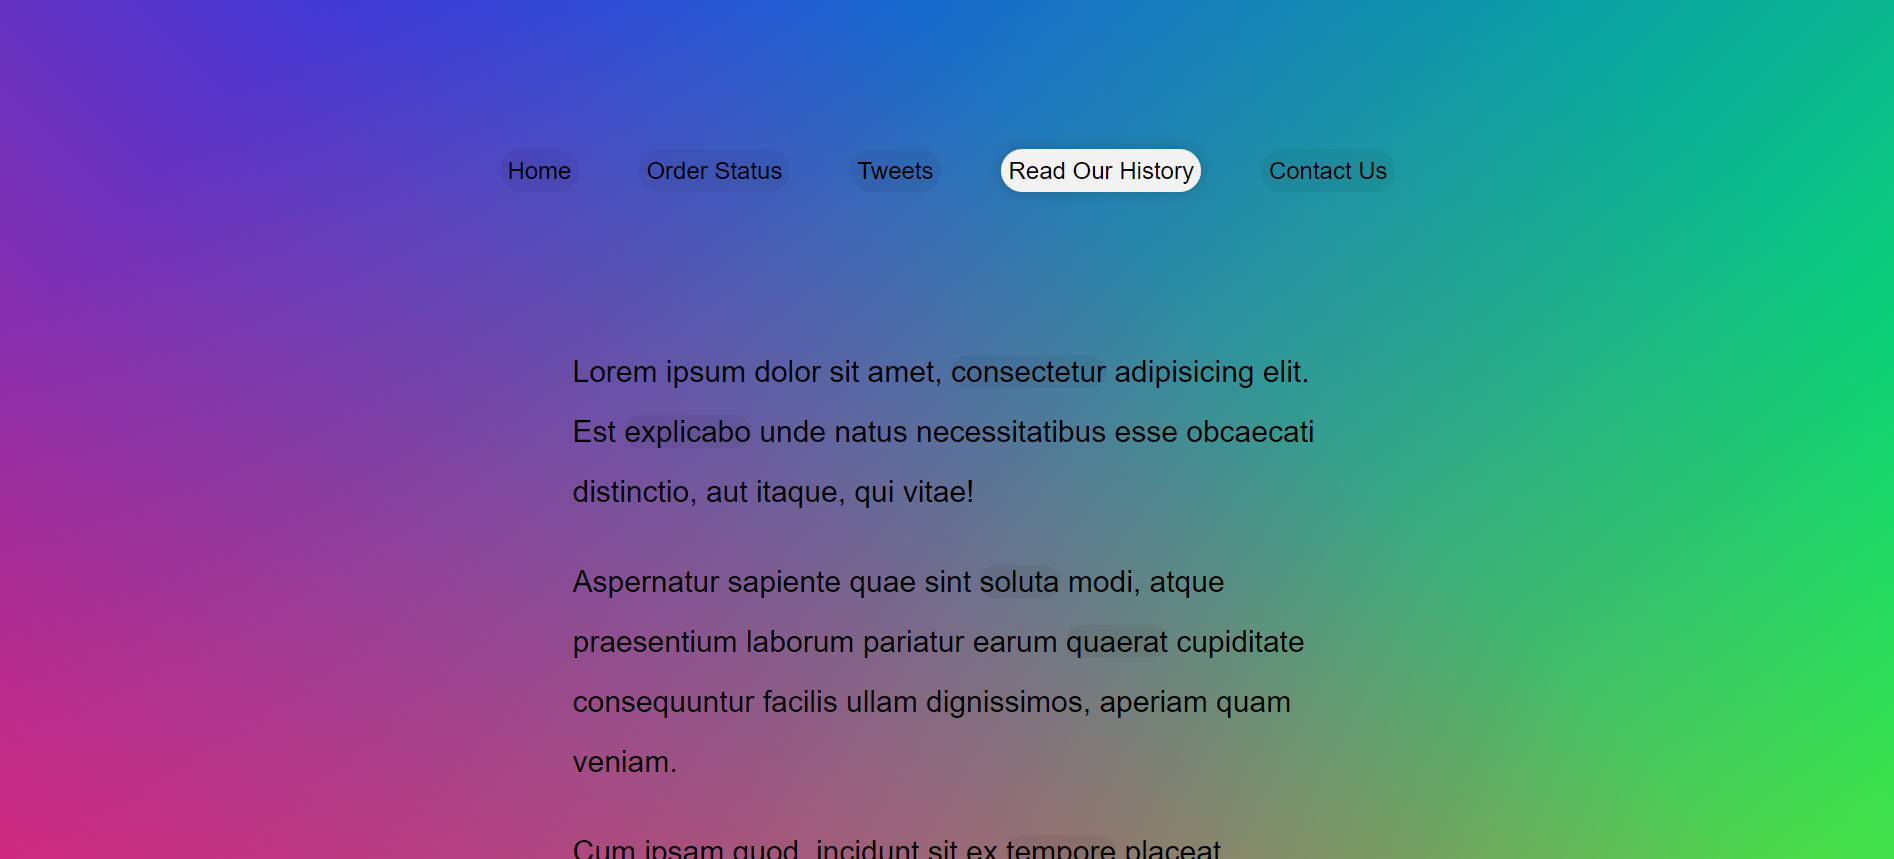 Home Order Status Tweets Read Our History Contact Us
Lorem ipsum dolor sit amet, consectetur adipisicing elit.
Est explicabo unde natus necessitatibus esse obcaecati
distinctio, aut itaque, qui vitae!
Aspernatur sapiente quae sint soluta modi, atque
praesentium laborum pariatur earum quaerat cupiditate
consequuntur facilis ullam dignissimos, aperiam quam
veniam.
Cum ipsam quod, incidunt sit ex tempore placeat